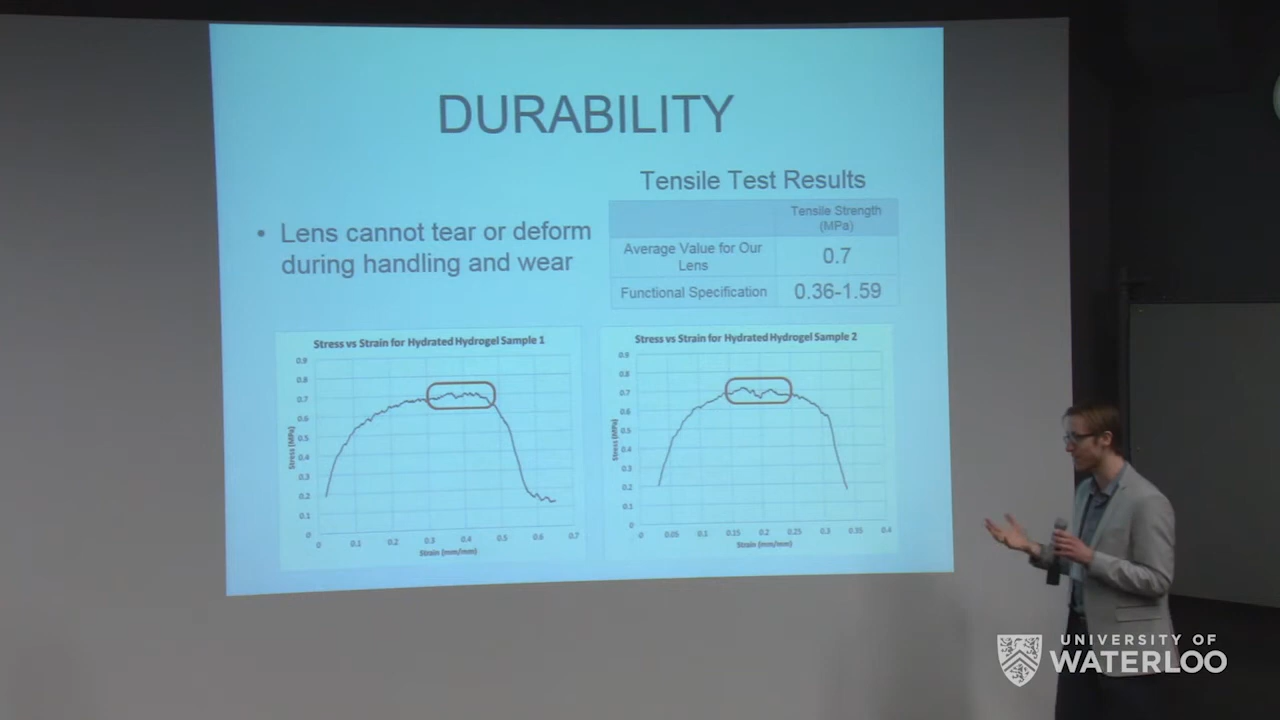 DURABILITY
• Lens cannot tear or deform
during handling and wear
Tensile Test Results
Tensile Strength
(MPa)
Average Value for Our
Lens
0.7
Functional Specification
0.36-1.59
Stress vs Strain for Hydrated Hydrogel Sample 1
0.9
0.8
0.7
0.6
0.5
0.4
0.3
0.2
0.1
0
Stress (MPa)
0 0.1 0.2 0.3 0.4 0.5 0.6 0.7
Strain (mm/mm)
Stress vs Strain for Hydrated Hydrogel Sample 2
0.9
0.8
0.7
0.6
0.5
0.4
0.3
0.2
0.1
0
Stress (MPa)
0 0.05 0.1 0.15 0.2 0.25 0.3 0.35 0.4
Strain (mm/mm)
UNIVERSITY OF
WATERLOO